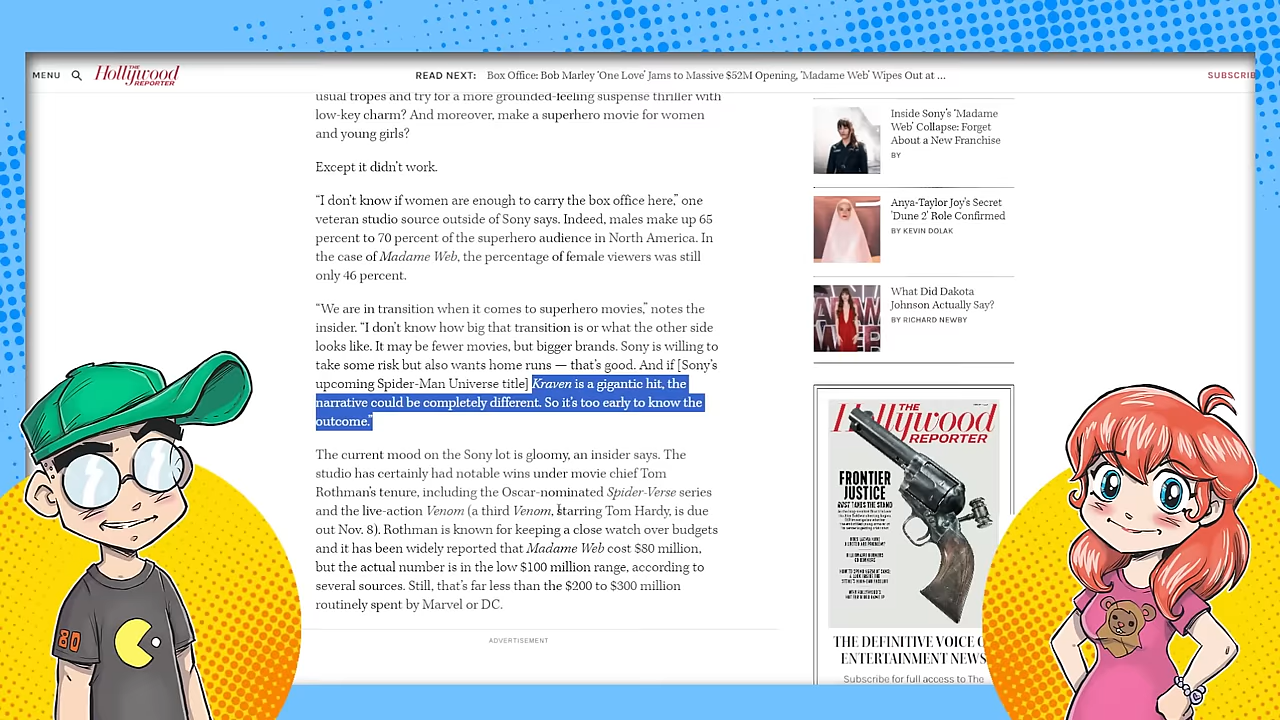 MENU
THE
Hollywood
REPORTER
READ NEXT: Box Office: Bob Marley 'One Love' Jams to Massive $52M Opening, 'Madame Web' Wipes Out at ...
SUBSCRIB
usual tropes and try for a more grounded-feeling suspense thriller with
low-key charm? And moreover, make a superhero movie for women
and young girls?
Except it didn't work.
“I don't know if women are enough to carry the box office here,” one
veteran studio source outside of Sony says. Indeed, males make up 65
percent to 70 percent of the superhero audience in North America. In
the case of Madame Web, the percentage of female viewers was still
only 46 percent.
“We are in transition when it comes to superhero movies,” notes the
insider. “I don't know how big that transition is or what the other side
looks like. It may be fewer movies, but bigger brands. Sony is willing to
take some risk but also wants home runs — that's good. And if [Sony's
upcoming Spider-Man Universe title] Kraven is a gigantic hit, the
narrative could be completely different. So it's too early to know the
outcome.”
The current mood on the Sony lot is gloomy, an insider says. The
studio has certainly had notable wins under movie chief Tom
Rothman's tenure, including the Oscar-nominated Spider-Verse series
and the live-action Venom (a third Venom, starring Tom Hardy, is due
out Nov. 8). Rothman is known for keeping a close watch over budgets
and it has been widely reported that Madame Web cost $80 million,
but the actual number is in the low $100 million range, according to
several sources. Still, that's far less than the $200 to $300 million
routinely spent by Marvel or DC.
ADVERTISEMENT
Inside Sony's 'Madame
Web' Collapse: Forget
About a New Franchise
BY
Anya-Taylor Joy's Secret
'Dune 2' Role Confirmed
BY KEVIN DOLAK
What Did Dakota
Johnson Actually Say?
BY RICHARD NEWBY
THE
Hollywood
REPORTER
FRONTIER
JUSTICE
RUST TAKES THE STAND
THE DEFINITIVE VOICE O
ENTERTAINMENT NEWS
Subscribe for full access to The
80